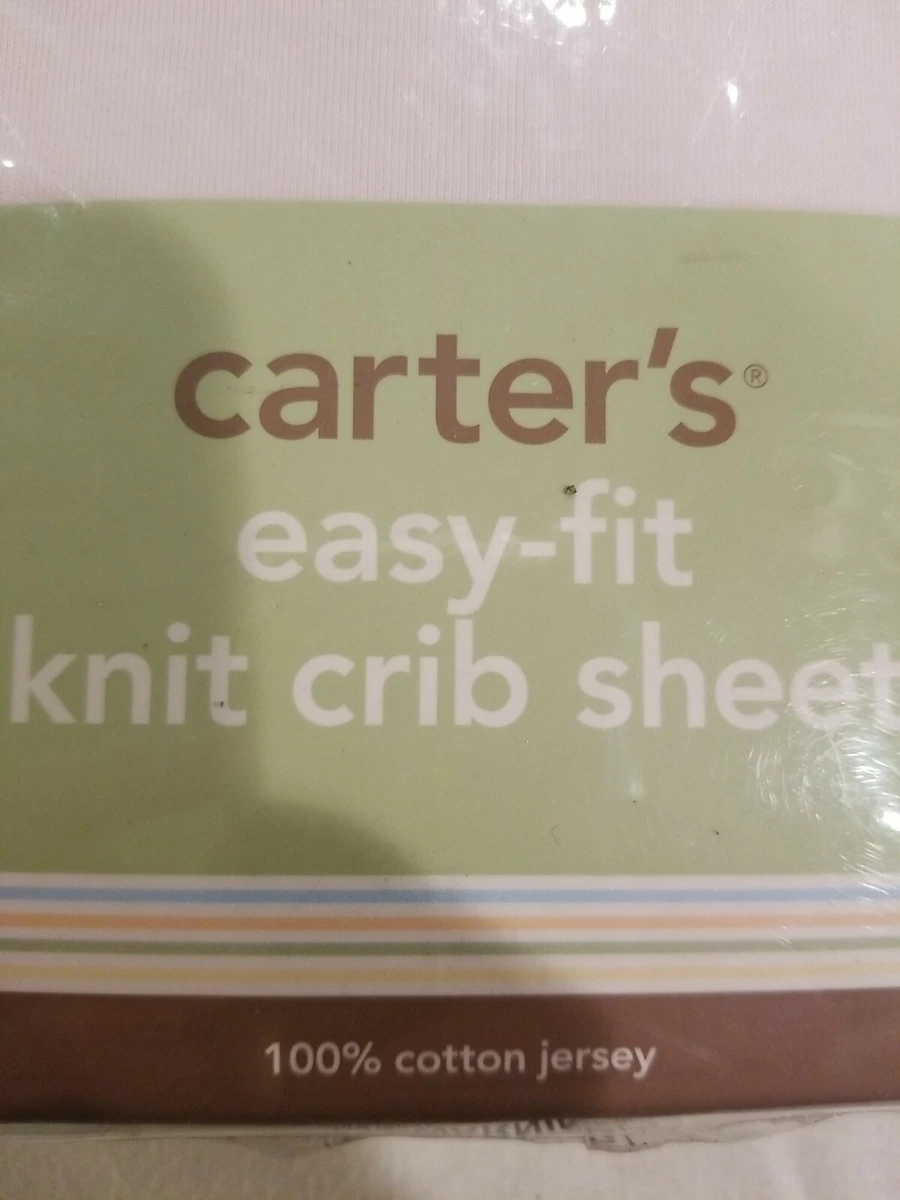 carter's®
easy-fit
knit crib sheet
100% cotton jersey